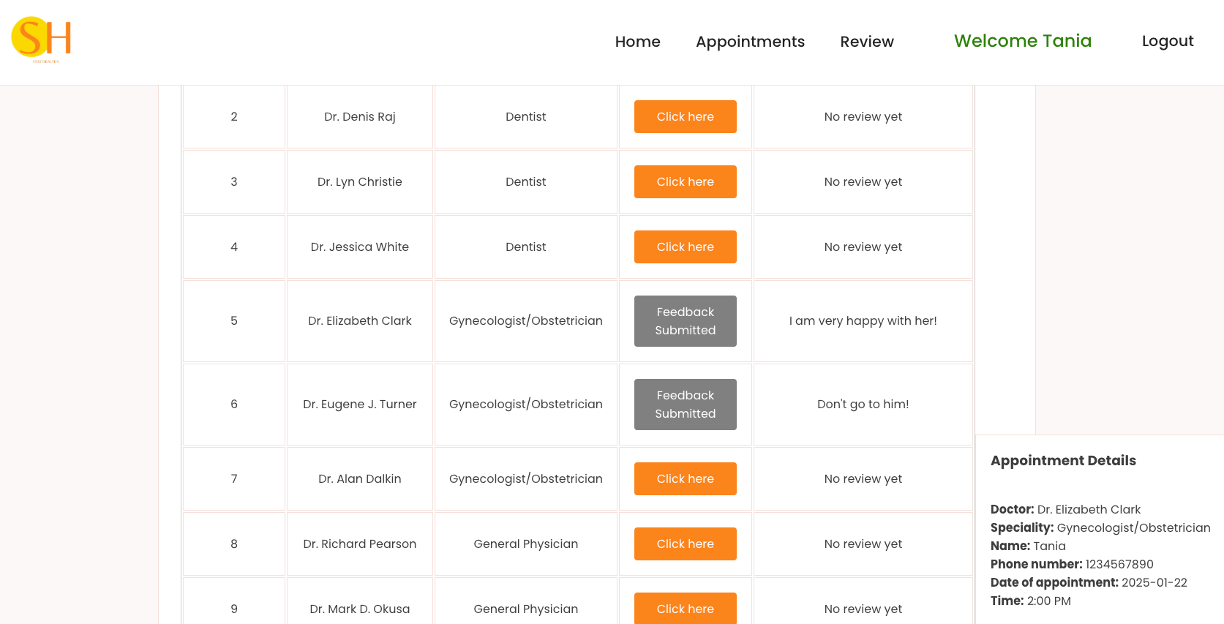 SH
Home Appointments Review Welcome Tania Logout
2 Dr. Denis Raj Dentist Click here No review yet
3 Dr. Lyn Christie Dentist Click here No review yet
4 Dr. Jessica White Dentist Click here No review yet
5 Dr. Elizabeth Clark Gynecologist/Obstetrician Feedback Submitted I am very happy with her!
6 Dr. Eugene J. Turner Gynecologist/Obstetrician Feedback Submitted Don't go to him!
7 Dr. Alan Dalkin Gynecologist/Obstetrician Click here No review yet
8 Dr. Richard Pearson General Physician Click here No review yet
9 Dr. Mark D. Okusa General Physician Click here No review yet
Appointment Details
Doctor: Dr. Elizabeth Clark
Speciality: Gynecologist/Obstetrician
Name: Tania
Phone number: 1234567890
Date of appointment: 2025-01-22
Time: 2:00 PM